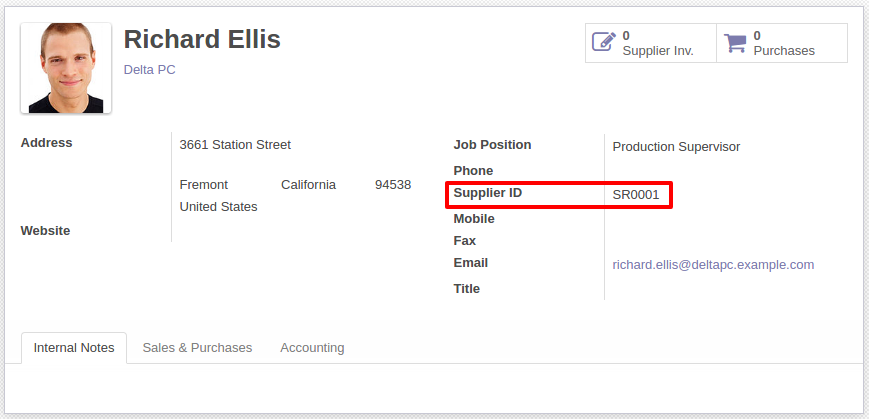 Richard Ellis
Delta PC
0
Supplier Inv.
0
Purchases
Address
3661 Station Street
Fremont California 94538
United States
Website
Job Position Production Supervisor
Phone
Supplier ID SR0001
Mobile
Fax
Email richard.ellis@deltapc.example.com
Title
Internal Notes Sales & Purchases Accounting